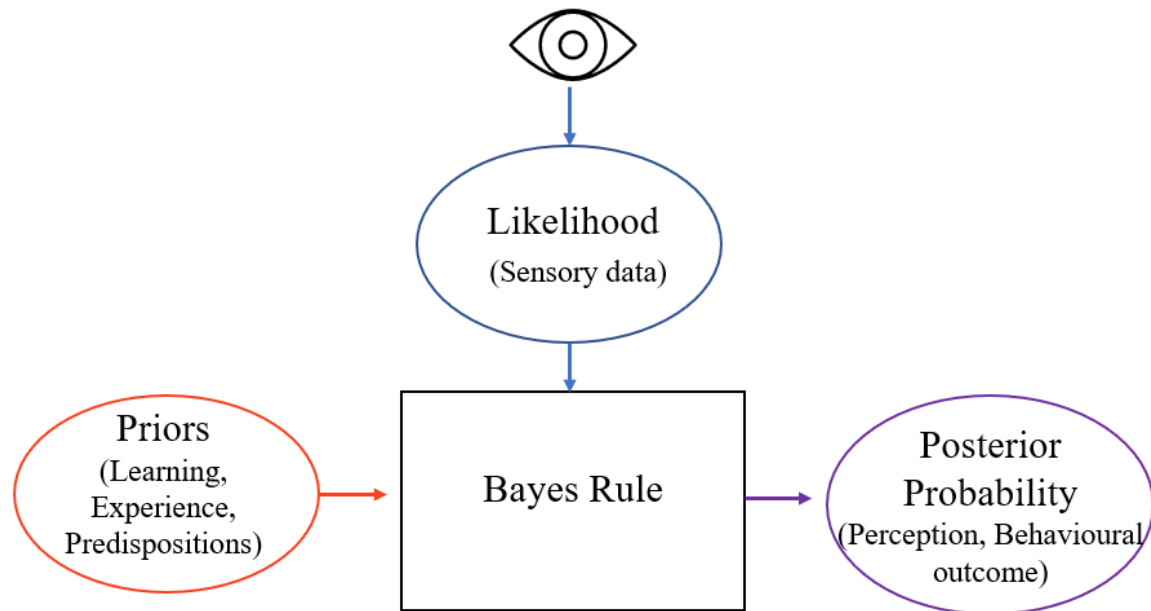 Likelihood
(Sensory data)
Priors
(Learning,
Experience,
Predispositions)
Bayes Rule
Posterior
Probability
(Perception, Behavioural
outcome)